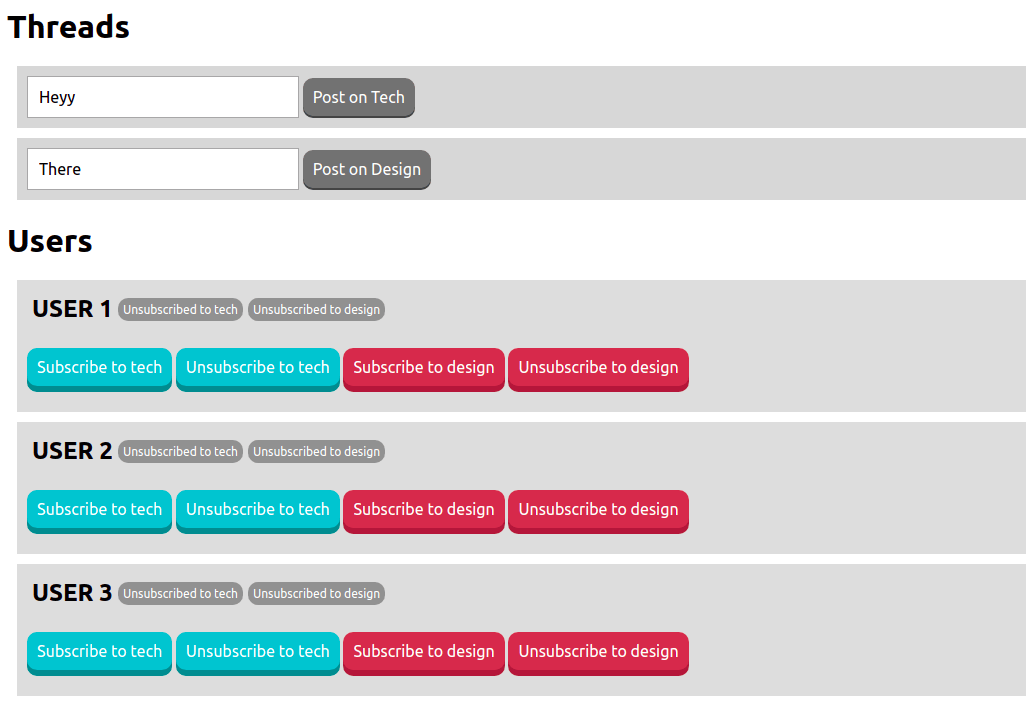 Threads
Heyy Post on Tech
There Post on Design
Users
USER 1 Unsubscribed to tech Unsubscribed to design
Subscribe to tech Unsubscribe to tech Subscribe to design Unsubscribe to design
USER 2 Unsubscribed to tech Unsubscribed to design
Subscribe to tech Unsubscribe to tech Subscribe to design Unsubscribe to design
USER 3 Unsubscribed to tech Unsubscribed to design
Subscribe to tech Unsubscribe to tech Subscribe to design Unsubscribe to design